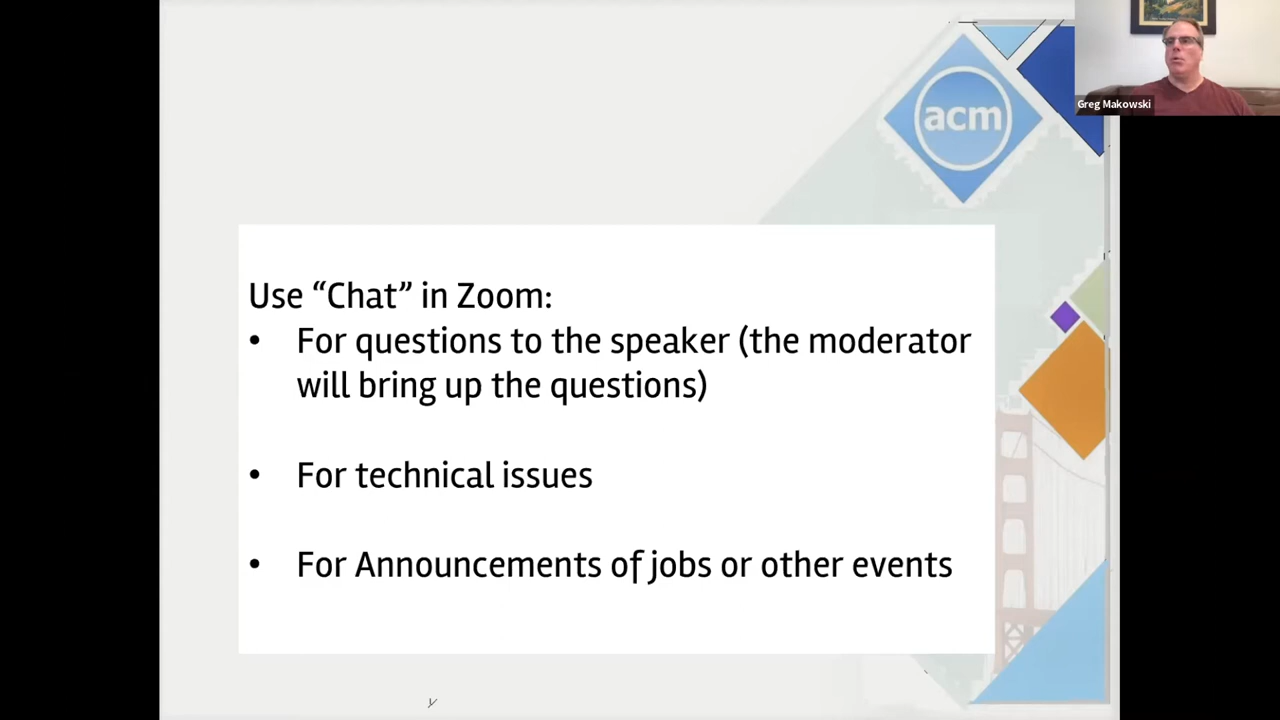 acm
Greg Makowski
Use “Chat” in Zoom:
• For questions to the speaker (the moderator
will bring up the questions)
• For technical issues
• For Announcements of jobs or other events